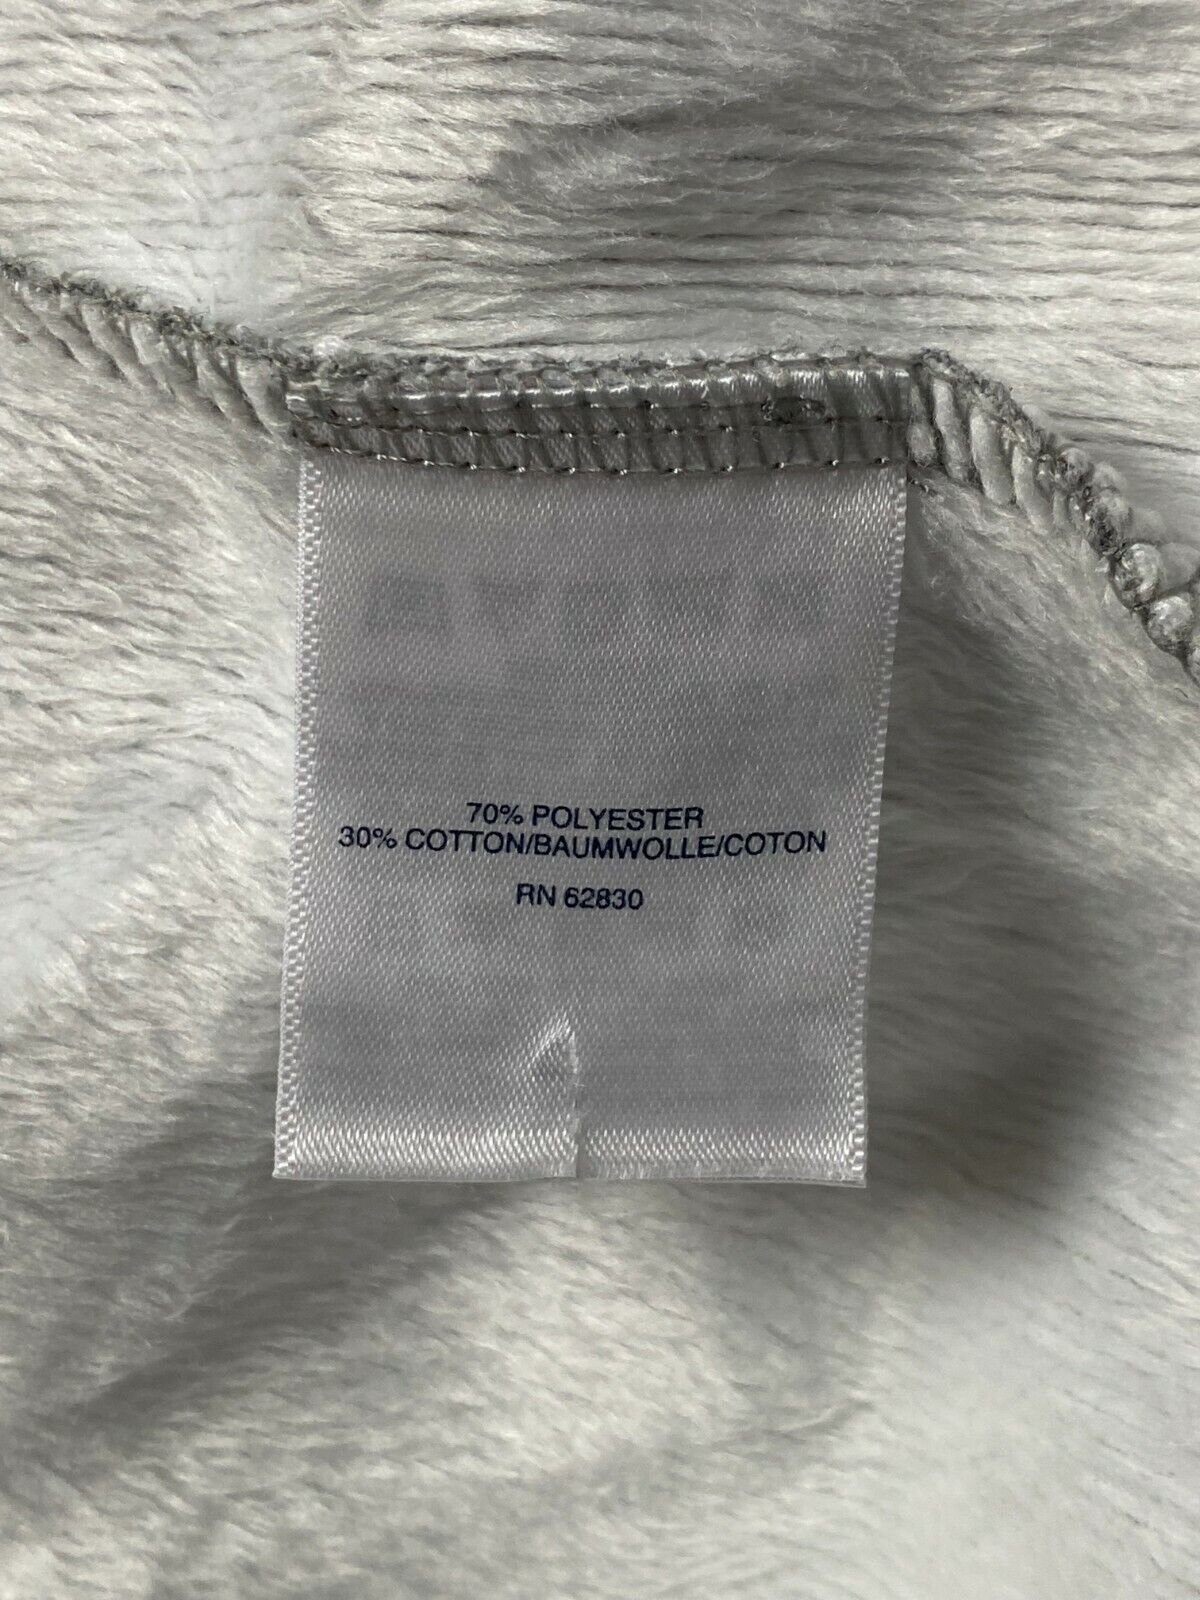 70% POLYESTER
30% COTTON/BAUMWOLLE/COTON
RN 62830